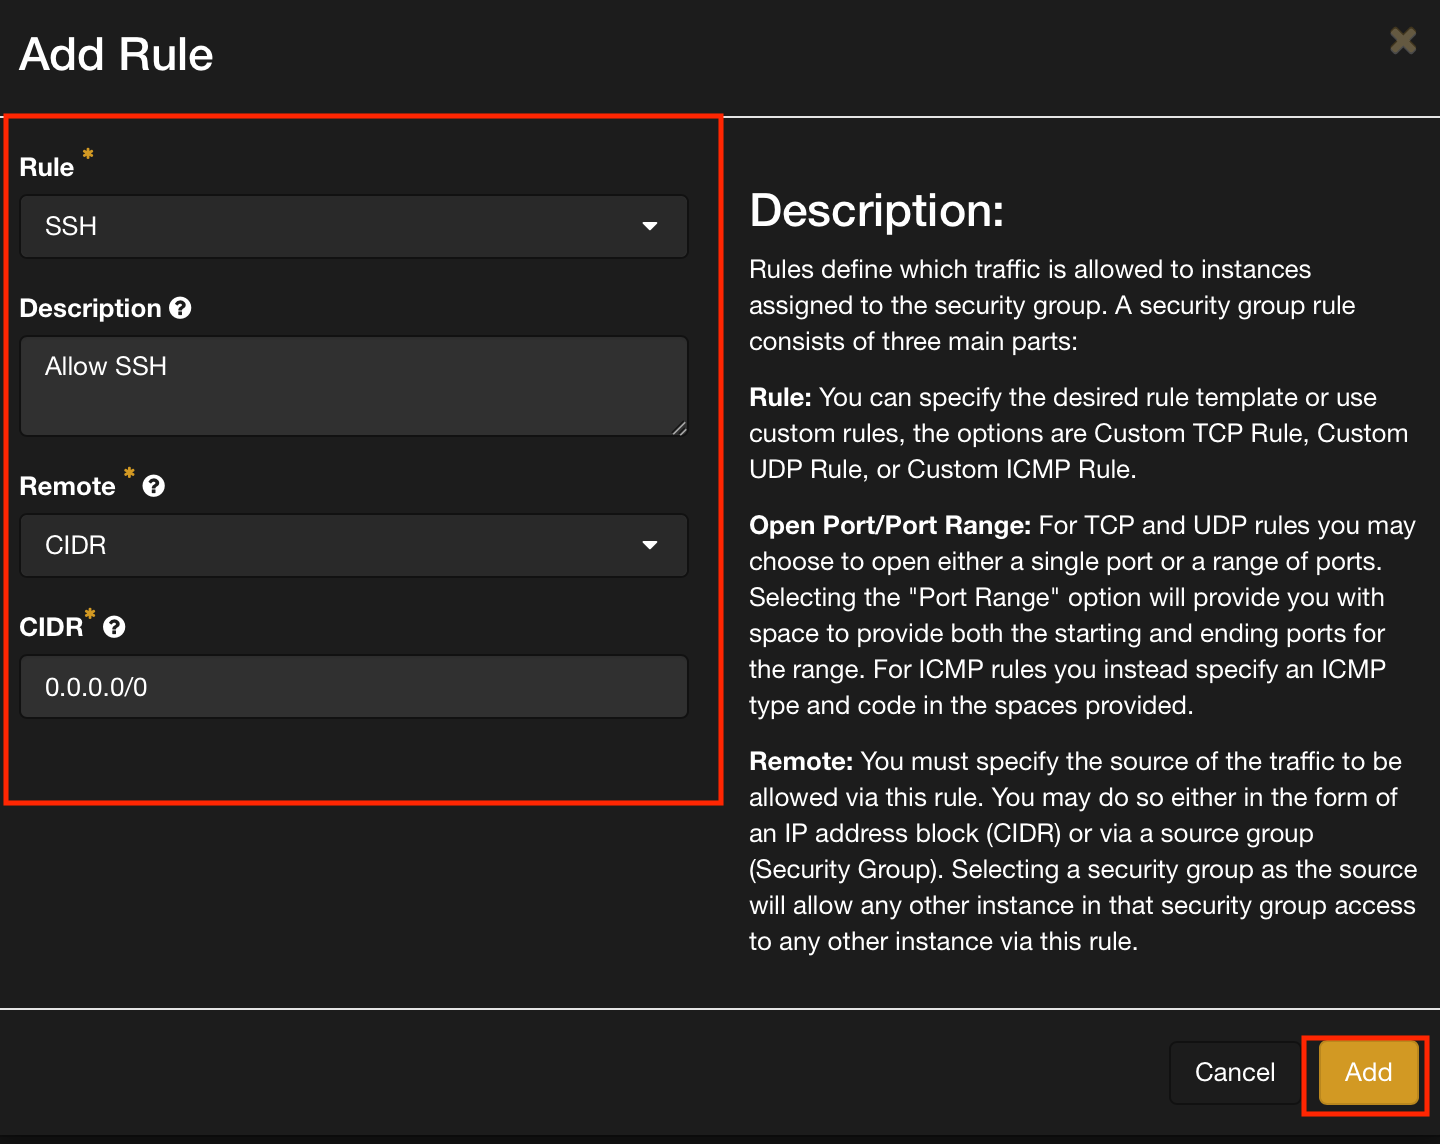 Add Rule
Rule *
SSH
Description
Allow SSH
Remote *
CIDR
CIDR*
0.0.0.0/0
Description:
Rules define which traffic is allowed to instances
assigned to the security group. A security group rule
consists of three main parts:
Rule: You can specify the desired rule template or use
custom rules, the options are Custom TCP Rule, Custom
UDP Rule, or Custom ICMP Rule.
Open Port/Port Range: For TCP and UDP rules you may
choose to open either a single port or a range of ports.
Selecting the "Port Range" option will provide you with
space to provide both the starting and ending ports for
the range. For ICMP rules you instead specify an ICMP
type and code in the spaces provided.
Remote: You must specify the source of the traffic to be
allowed via this rule. You may do so either in the form of
an IP address block (CIDR) or via a source group
(Security Group). Selecting a security group as the source
will allow any other instance in that security group access
to any other instance via this rule.
Cancel
Add